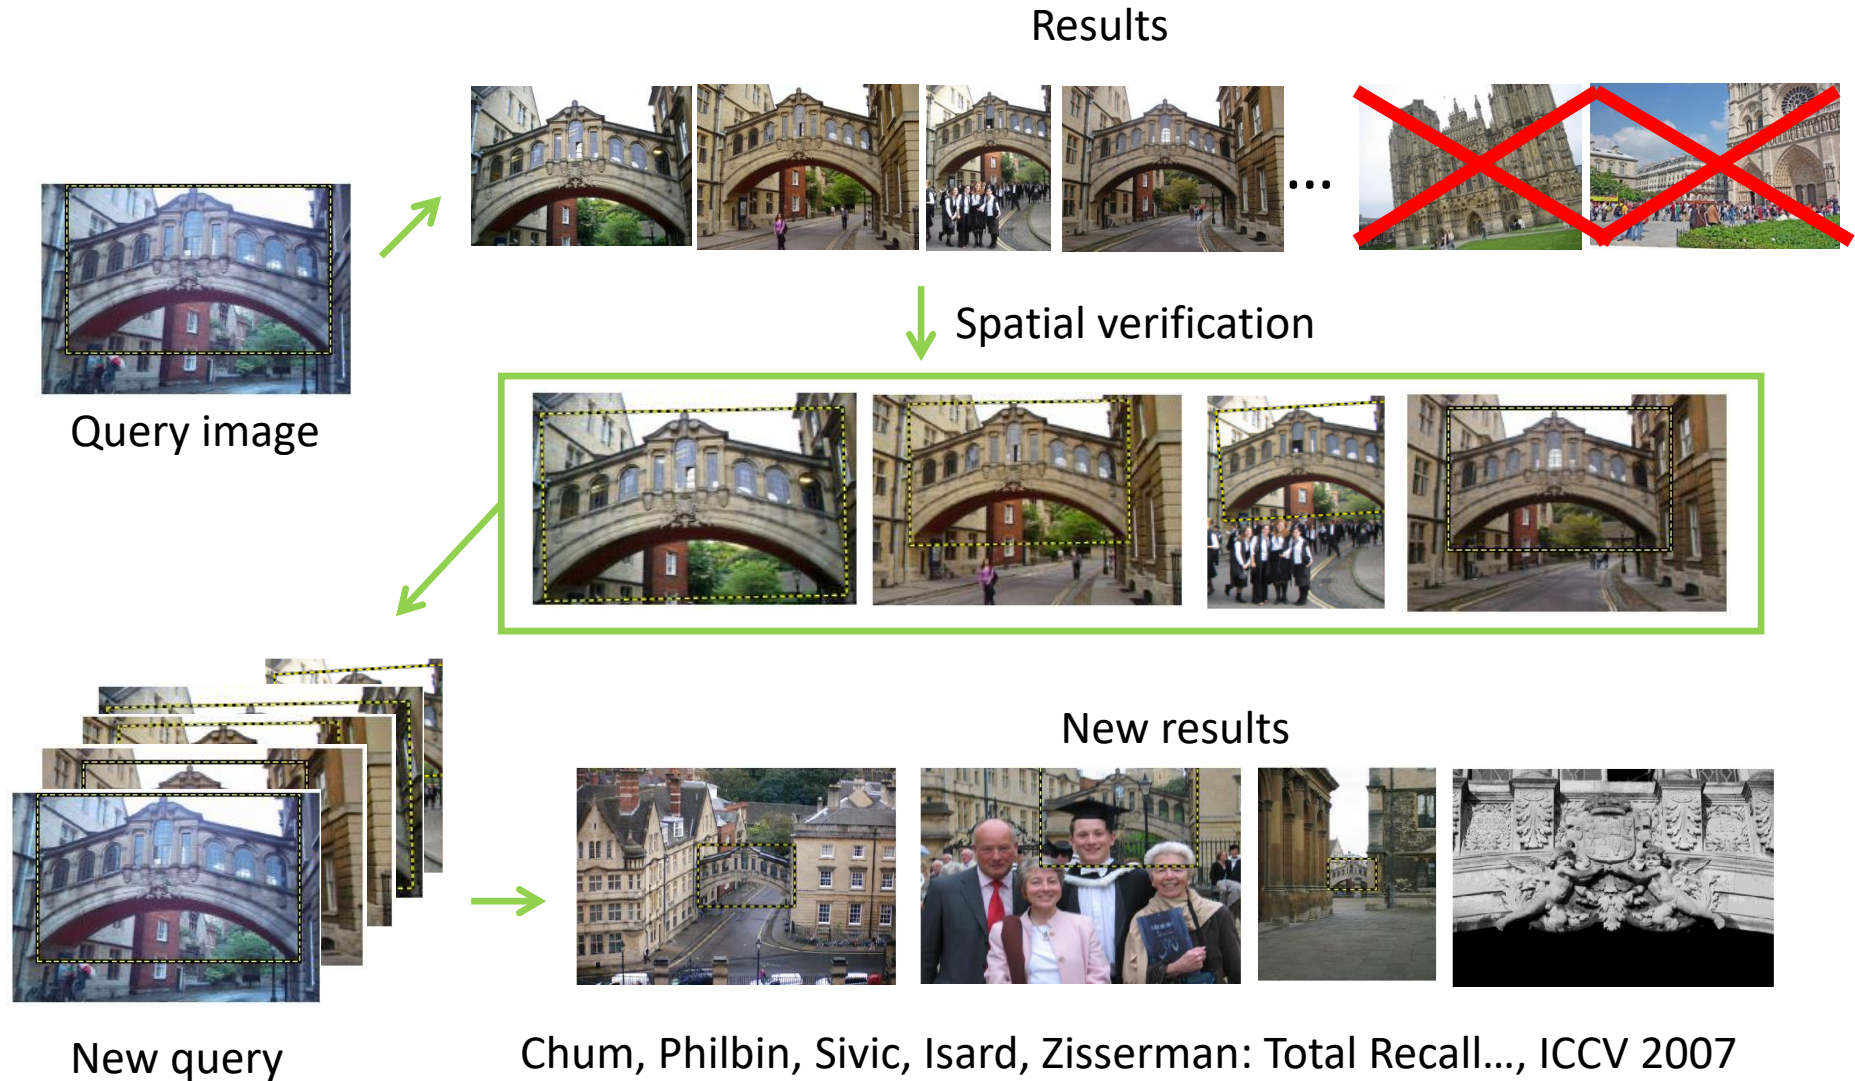 Results
...
Query image
Spatial verification
New results
New query
Chum, Philbin, Sivic, Isard, Zisserman: Total Recall..., ICCV 2007